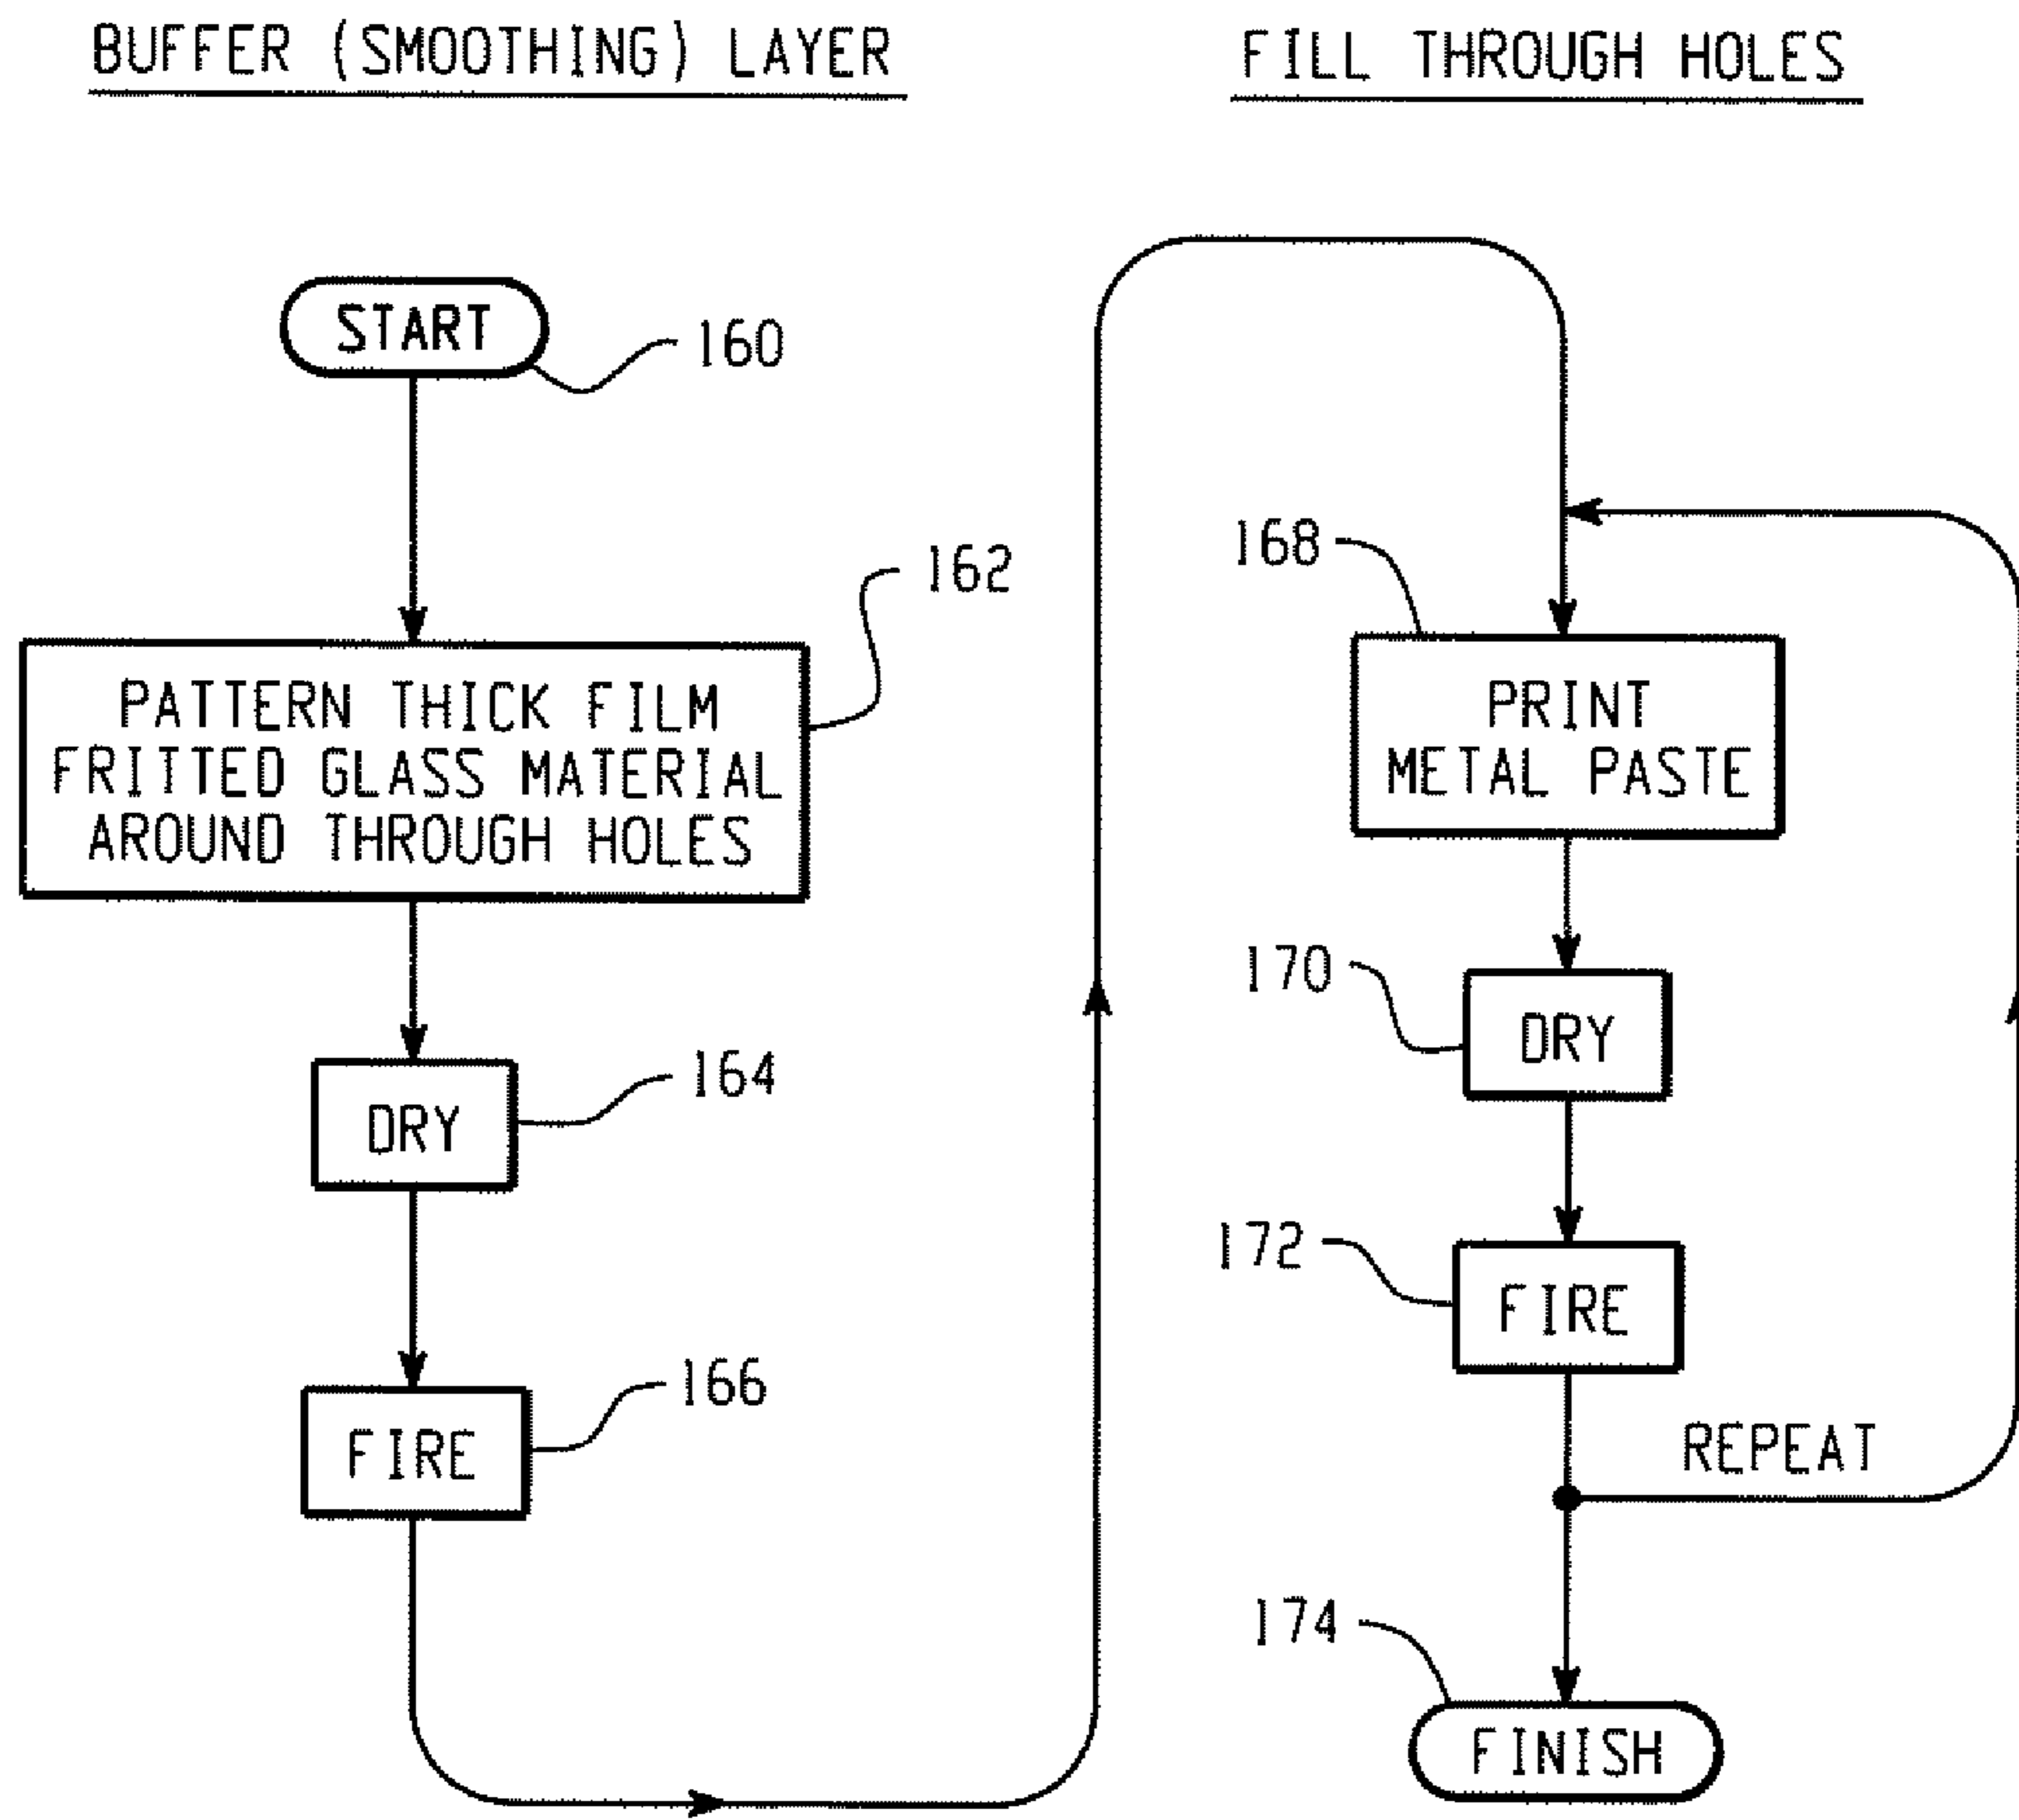 BUFFER (SMOOTHING) LAYER
START
160
162
PATTERN THICK FILM
FRITTED GLASS MATERIAL
AROUND THROUGH HOLES
DRY
164
FIRE
166
FILL THROUGH HOLES
168
PRINT
METAL PASTE
170
DRY
172
FIRE
REPEAT
174
FINISH